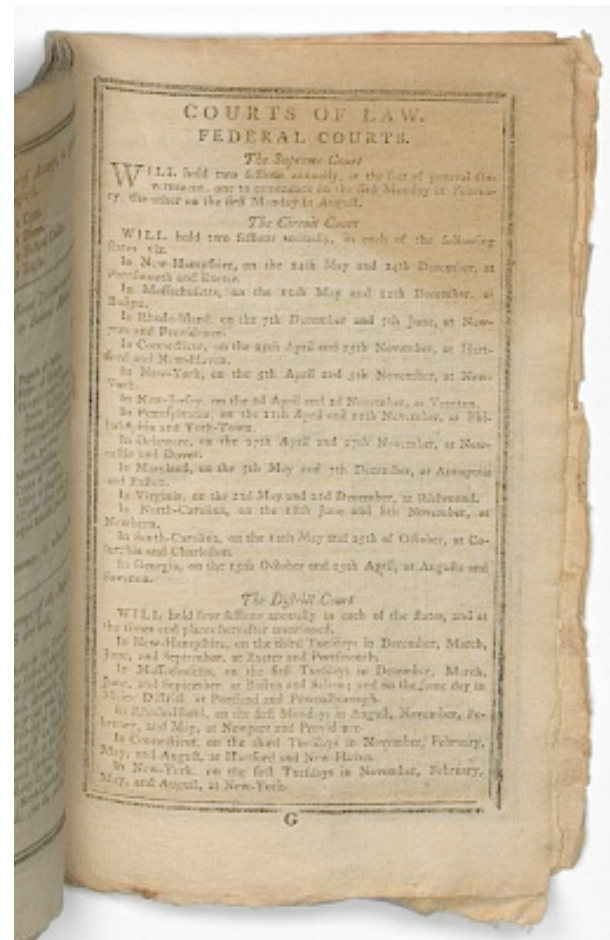 COURTS OF LAW.
FEDERAL COURTS.
The Supreme Court
WILL hold two sessions annually, at the seat of general Go-
vernment, one to commence on the first Monday in Februa-
ry, the other on the first Monday in August.
The Circuit Court
WILL hold two sessions annually, in each of the following
states viz.
In New-Hampshire, on the 24th May and 24th December, at
Portsmouth and Exeter.
In Massachusetts, on the 12th May and 12th December, at
Boston.
In Rhode-Island, on the 7th December and 7th June, at New-
port and Providence.
In Connecticut, on the 25th April and 25th November, at Hart-
ford and New-Haven.
In New-York, on the 5th April and 5th November, at New-
York.
In New-Jersey, on the 2d April and 2d November, at Trenton.
In Pennsylvania, on the 11th April and 11th November, at Phi-
ladelphia and York-Town.
In Delaware, on the 27th April and 27th November, at New-
castle and Dover.
In Maryland, on the 7th May and 7th December, at Annapolis
and Easton.
In Virginia, on the 22d May and 22d December, at Richmond.
In North-Carolina, on the 18th June and 8th November, at
Newbern.
In South-Carolina, on the 12th May and 25th of October, at Co-
lumbia and Charleston.
In Georgia, on the 15th October and 25th April, at Augusta and
Savanna.
The District Court
WILL hold four sessions annually in each of the states, and at
the times and places hereafter mentioned.
In New-Hampshire, on the third Tuesdays in December, March,
June, and September, at Exeter and Portsmouth.
In Massachusetts, on the first Tuesdays in December, March,
June, and September, at Boston and Salem; and on the same day in
Maine District, at Portland and Pownalborough.
In Rhode-Island, on the first Mondays in August, November, Fe-
bruary, and May, at Newport and Providence.
In Connecticut, on the third Tuesdays in November, February,
May, and August, at Hartford and New-Haven.
In New-York, on the first Tuesdays in November, February,
May, and August, at New-York.
G